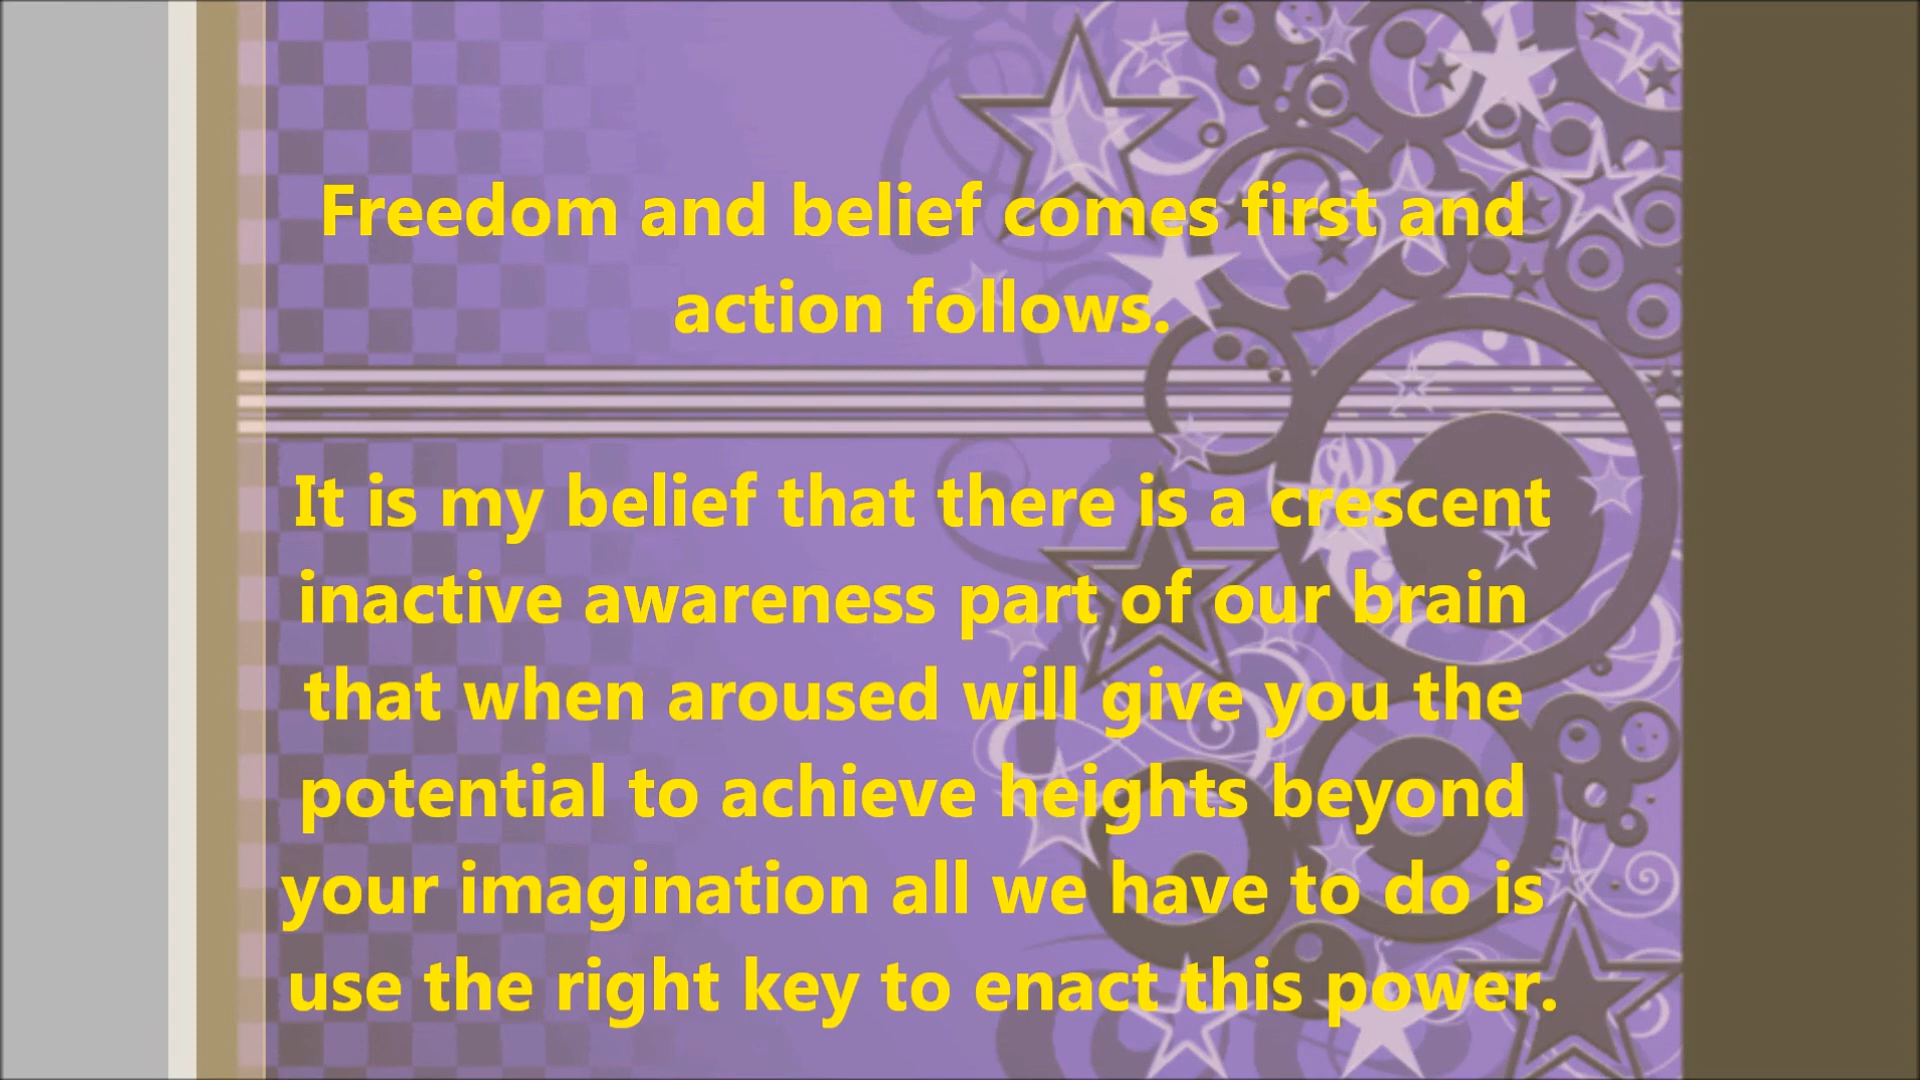 Freedom and belief comes first and
action follows.
It is my belief that there is a crescent
inactive awareness part of our brain
that when aroused will give you the
potential to achieve heights beyond
your imagination all we have to do is
use the right key to enact this power.